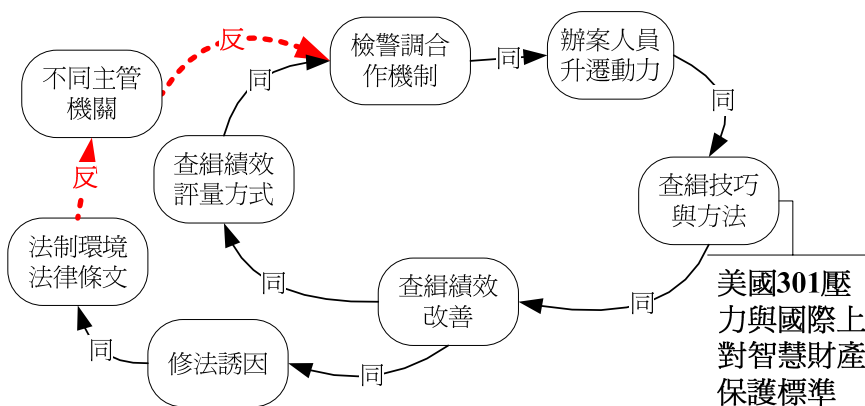 反
檢警調合
作機制
同
辦案人員
升遷動力
不同主管
機關
同
同
查緝績效
評量方式
查緝技巧
與方法
反
法制環境
法律條文
同
查緝績效
改善
同
美國301壓
力與國際上
對智慧財產
保護標準
同
修法誘因
同